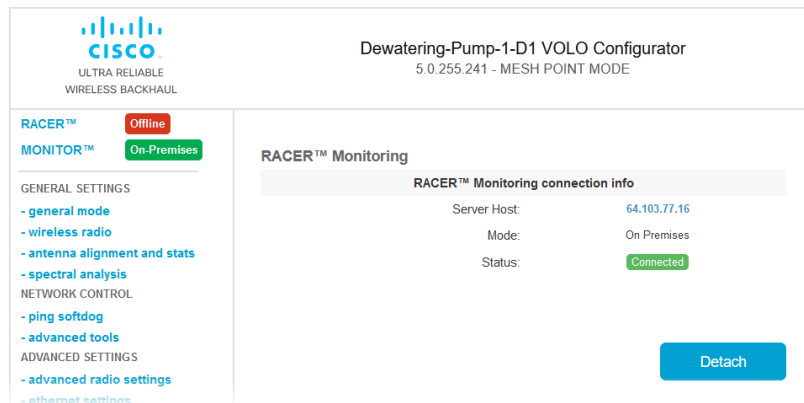 CISCO
ULTRA RELIABLE
WIRELESS BACKHAUL
Dewatering-Pump-1-D1 VOLO Configurator
5.0.255.241 - MESH POINT MODE
RACER™ Offline
MONITOR™ On-Premises
GENERAL SETTINGS
- general mode
- wireless radio
- antenna alignment and stats
- spectral analysis
NETWORK CONTROL
- ping softdog
- advanced tools
ADVANCED SETTINGS
- advanced radio settings
- ethernet settings
RACER™ Monitoring
RACER™ Monitoring connection info
Server Host: 64.103.77.16
Mode: On Premises
Status: Connected
Detach